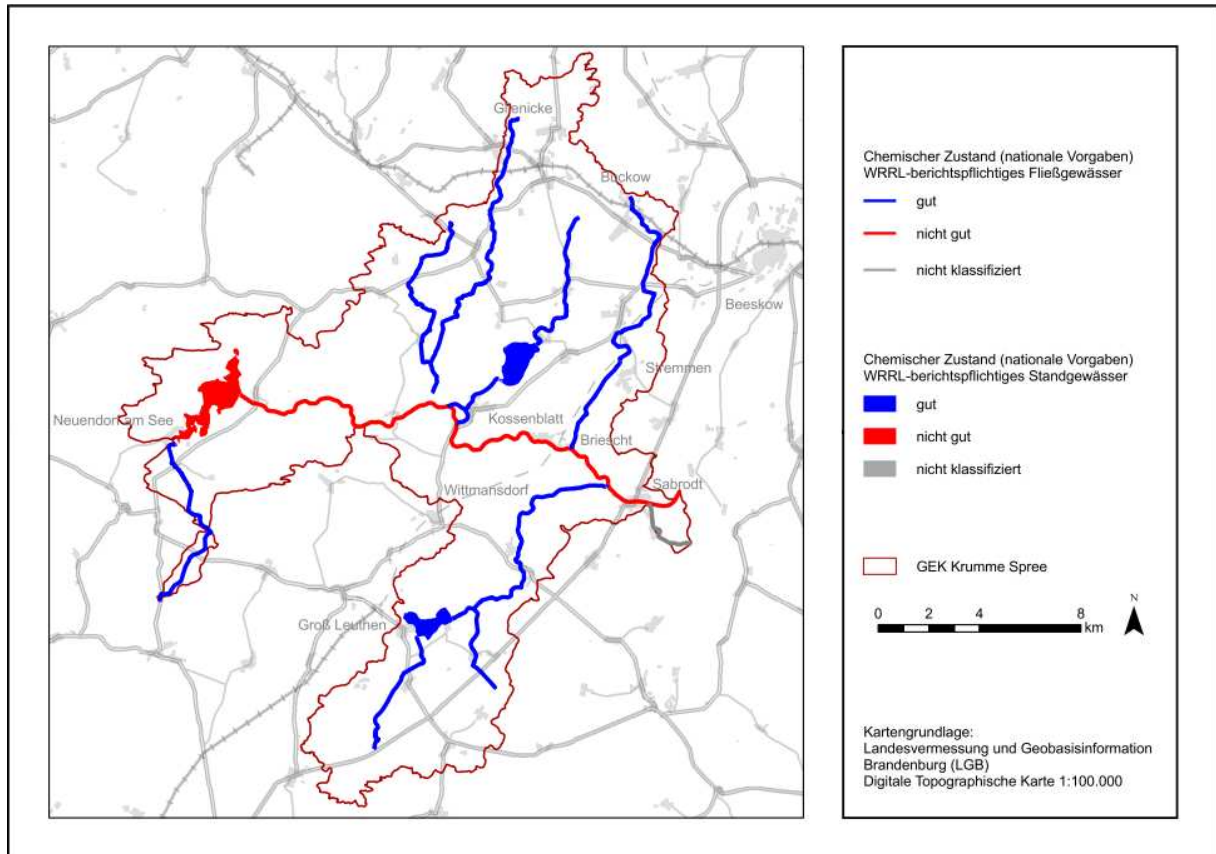 Glienicke
Buckow
Beeskow
Stremmen
Neuendorf am See
Kossenblatt
Briescht
Wittmansdorf
Sabrodt
Groß Leuthen
Chemischer Zustand (nationale Vorgaben)
WRRL-berichtspflichtiges Fließgewässer
gut
nicht gut
nicht klassifiziert
Chemischer Zustand (nationale Vorgaben)
WRRL-berichtspflichtiges Standgewässer
gut
nicht gut
nicht klassifiziert
GEK Krumme Spree
N
0 2 4 8
km
Kartengrundlage:
Landesvermessung und Geobasisinformation
Brandenburg (LGB)
Digitale Topographische Karte 1:100.000